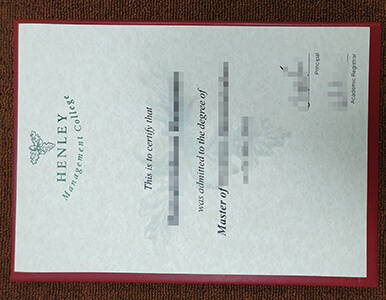 HENLEY
Management College
This is to certify that
was admitted to the degree of
Master of
Principal
Academic Registrar